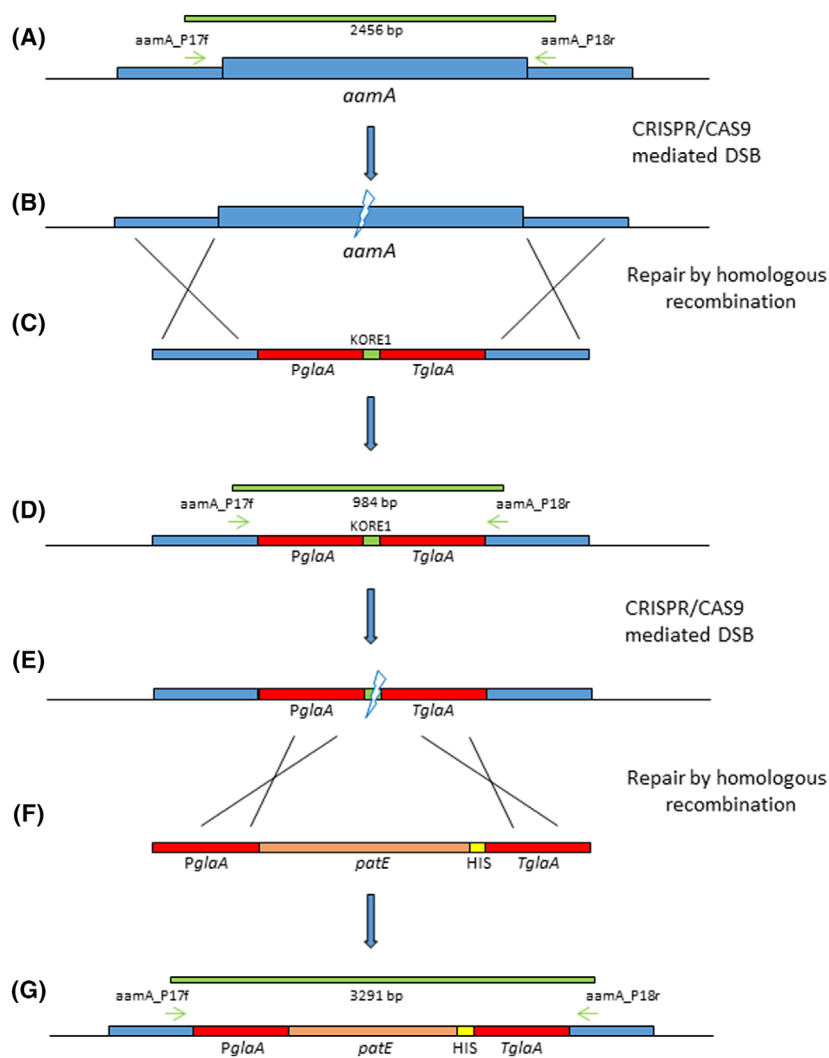 (A)
2456 bp
aamA_P17f
aamA_P18r
aamA
CRISPR/CAS9
mediated DSB
(B)
aamA
Repair by homologous
recombination
(C)
KORE1
PglaA
TglaA
(D)
984 bp
aamA_P17f
aamA_P18r
KORE1
PglaA
TglaA
CRISPR/CAS9
mediated DSB
(E)
PglaA
TglaA
Repair by homologous
recombination
(F)
PglaA
patE
HIS
TglaA
(G)
3291 bp
aamA_P17f
aamA_P18r
PglaA
patE
HIS
TglaA